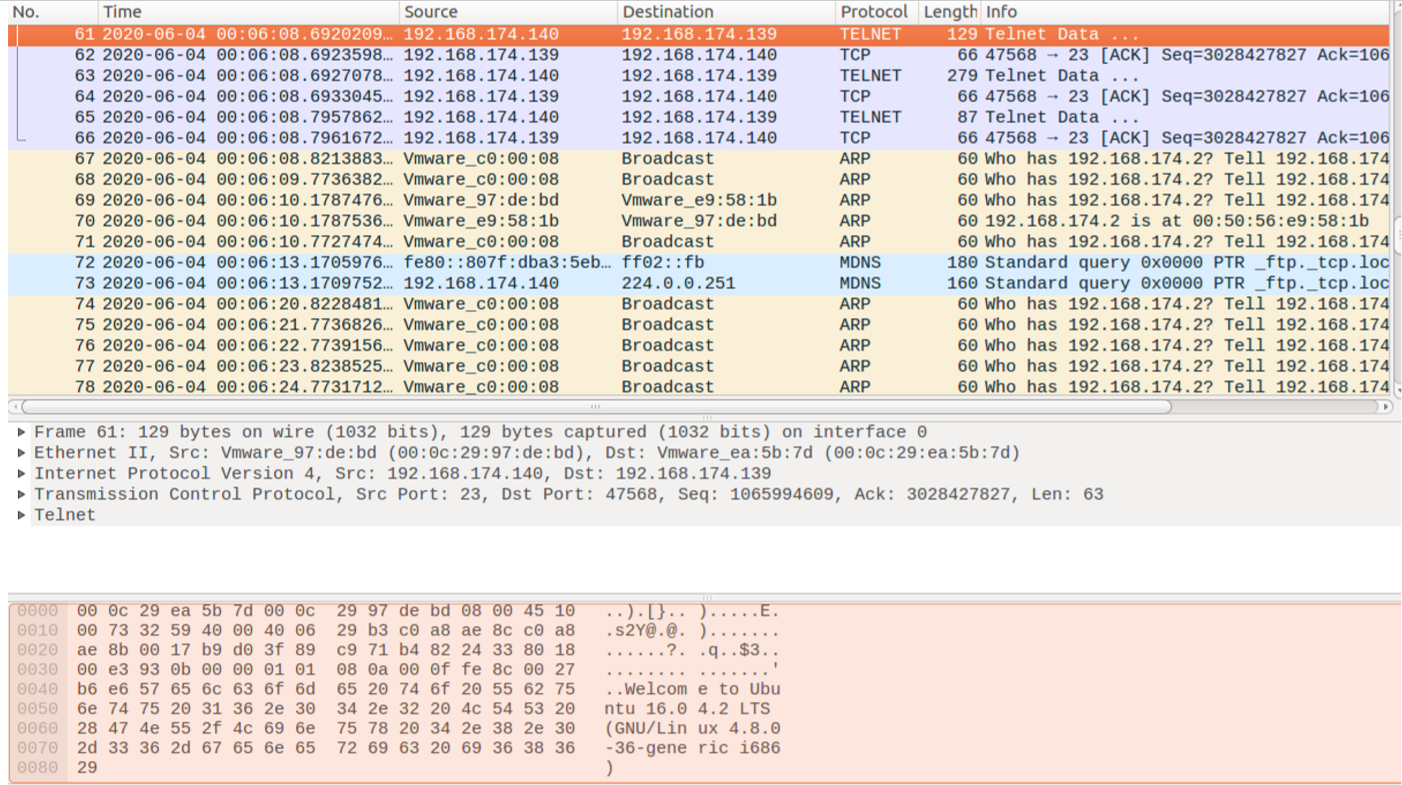 No. Time Source Destination Protocol Length Info
61 2020-06-04 00:06:08.6920209… 192.168.174.140 192.168.174.139 TELNET 129 Telnet Data ...
62 2020-06-04 00:06:08.6923598… 192.168.174.139 192.168.174.140 TCP 66 47568 → 23 [ACK] Seq=3028427827 Ack=106
63 2020-06-04 00:06:08.6927078… 192.168.174.140 192.168.174.139 TELNET 279 Telnet Data ...
64 2020-06-04 00:06:08.6933045… 192.168.174.139 192.168.174.140 TCP 66 47568 → 23 [ACK] Seq=3028427827 Ack=106
65 2020-06-04 00:06:08.7957862… 192.168.174.140 192.168.174.139 TELNET 87 Telnet Data ...
66 2020-06-04 00:06:08.7961672… 192.168.174.139 192.168.174.140 TCP 66 47568 → 23 [ACK] Seq=3028427827 Ack=106
67 2020-06-04 00:06:08.8213883… Vmware_c0:00:08 Broadcast ARP 60 Who has 192.168.174.2? Tell 192.168.174
68 2020-06-04 00:06:09.7736382… Vmware_c0:00:08 Broadcast ARP 60 Who has 192.168.174.2? Tell 192.168.174
69 2020-06-04 00:06:10.1787476… Vmware_97:de:bd Vmware_e9:58:1b ARP 60 Who has 192.168.174.2? Tell 192.168.174
70 2020-06-04 00:06:10.1787536… Vmware_e9:58:1b Vmware_97:de:bd ARP 60 192.168.174.2 is at 00:50:56:e9:58:1b
71 2020-06-04 00:06:10.7727474… Vmware_c0:00:08 Broadcast ARP 60 Who has 192.168.174.2? Tell 192.168.174
72 2020-06-04 00:06:13.1705976… fe80::807f:dba3:5eb… ff02::fb MDNS 180 Standard query 0x0000 PTR _ftp._tcp.loc
73 2020-06-04 00:06:13.1709752… 192.168.174.140 224.0.0.251 MDNS 160 Standard query 0x0000 PTR _ftp._tcp.loc
74 2020-06-04 00:06:20.8228481… Vmware_c0:00:08 Broadcast ARP 60 Who has 192.168.174.2? Tell 192.168.174
75 2020-06-04 00:06:21.7736826… Vmware_c0:00:08 Broadcast ARP 60 Who has 192.168.174.2? Tell 192.168.174
76 2020-06-04 00:06:22.7739156… Vmware_c0:00:08 Broadcast ARP 60 Who has 192.168.174.2? Tell 192.168.174
77 2020-06-04 00:06:23.8238525… Vmware_c0:00:08 Broadcast ARP 60 Who has 192.168.174.2? Tell 192.168.174
78 2020-06-04 00:06:24.7731712… Vmware_c0:00:08 Broadcast ARP 60 Who has 192.168.174.2? Tell 192.168.174
Frame 61: 129 bytes on wire (1032 bits), 129 bytes captured (1032 bits) on interface 0
Ethernet II, Src: Vmware_97:de:bd (00:0c:29:97:de:bd), Dst: Vmware_ea:5b:7d (00:0c:29:ea:5b:7d)
Internet Protocol Version 4, Src: 192.168.174.140, Dst: 192.168.174.139
Transmission Control Protocol, Src Port: 23, Dst Port: 47568, Seq: 1065994609, Ack: 3028427827, Len: 63
Telnet
0000 00 0c 29 ea 5b 7d 00 0c 29 97 de bd 08 00 45 10 ..).[}.. ).....E.
0010 00 73 32 59 40 00 40 06 29 b3 c0 a8 ae 8c c0 a8 .s2Y@.@. ).......
0020 ae 8b 00 17 b9 d0 3f 89 c9 71 b4 82 24 33 80 18 ......?. .q..$3..
0030 00 e3 93 0b 00 00 01 01 08 0a 00 0f fe 8c 00 27 ........ .......'
0040 b6 e6 57 65 6c 63 6f 6d 65 20 74 6f 20 55 62 75 ..Welcom e to Ubu
0050 6e 74 75 20 31 36 2e 30 34 2e 32 20 4c 54 53 20 ntu 16.0 4.2 LTS
0060 28 47 4e 55 2f 4c 69 6e 75 78 20 34 2e 38 2e 30 (GNU/Lin ux 4.8.0
0070 2d 33 36 2d 67 65 6e 65 72 69 63 20 69 36 38 36 -36-gene ric i686
0080 29 )